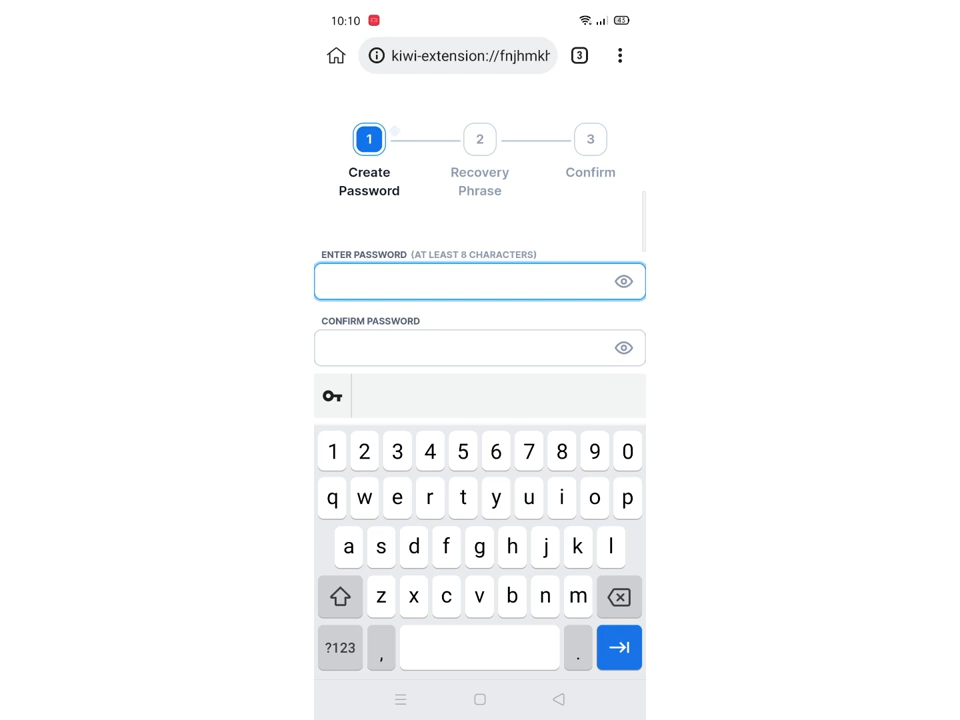 10:10
43
kiwi-extension://fnjhmkh
3
1
2
3
Create
Password
Recovery
Phrase
Confirm
ENTER PASSWORD (AT LEAST 8 CHARACTERS)
CONFIRM PASSWORD
1 2 3 4 5 6 7 8 9 0
q w e r t y u i o p
a s d f g h j k l
z x c v b n m
?123 , .